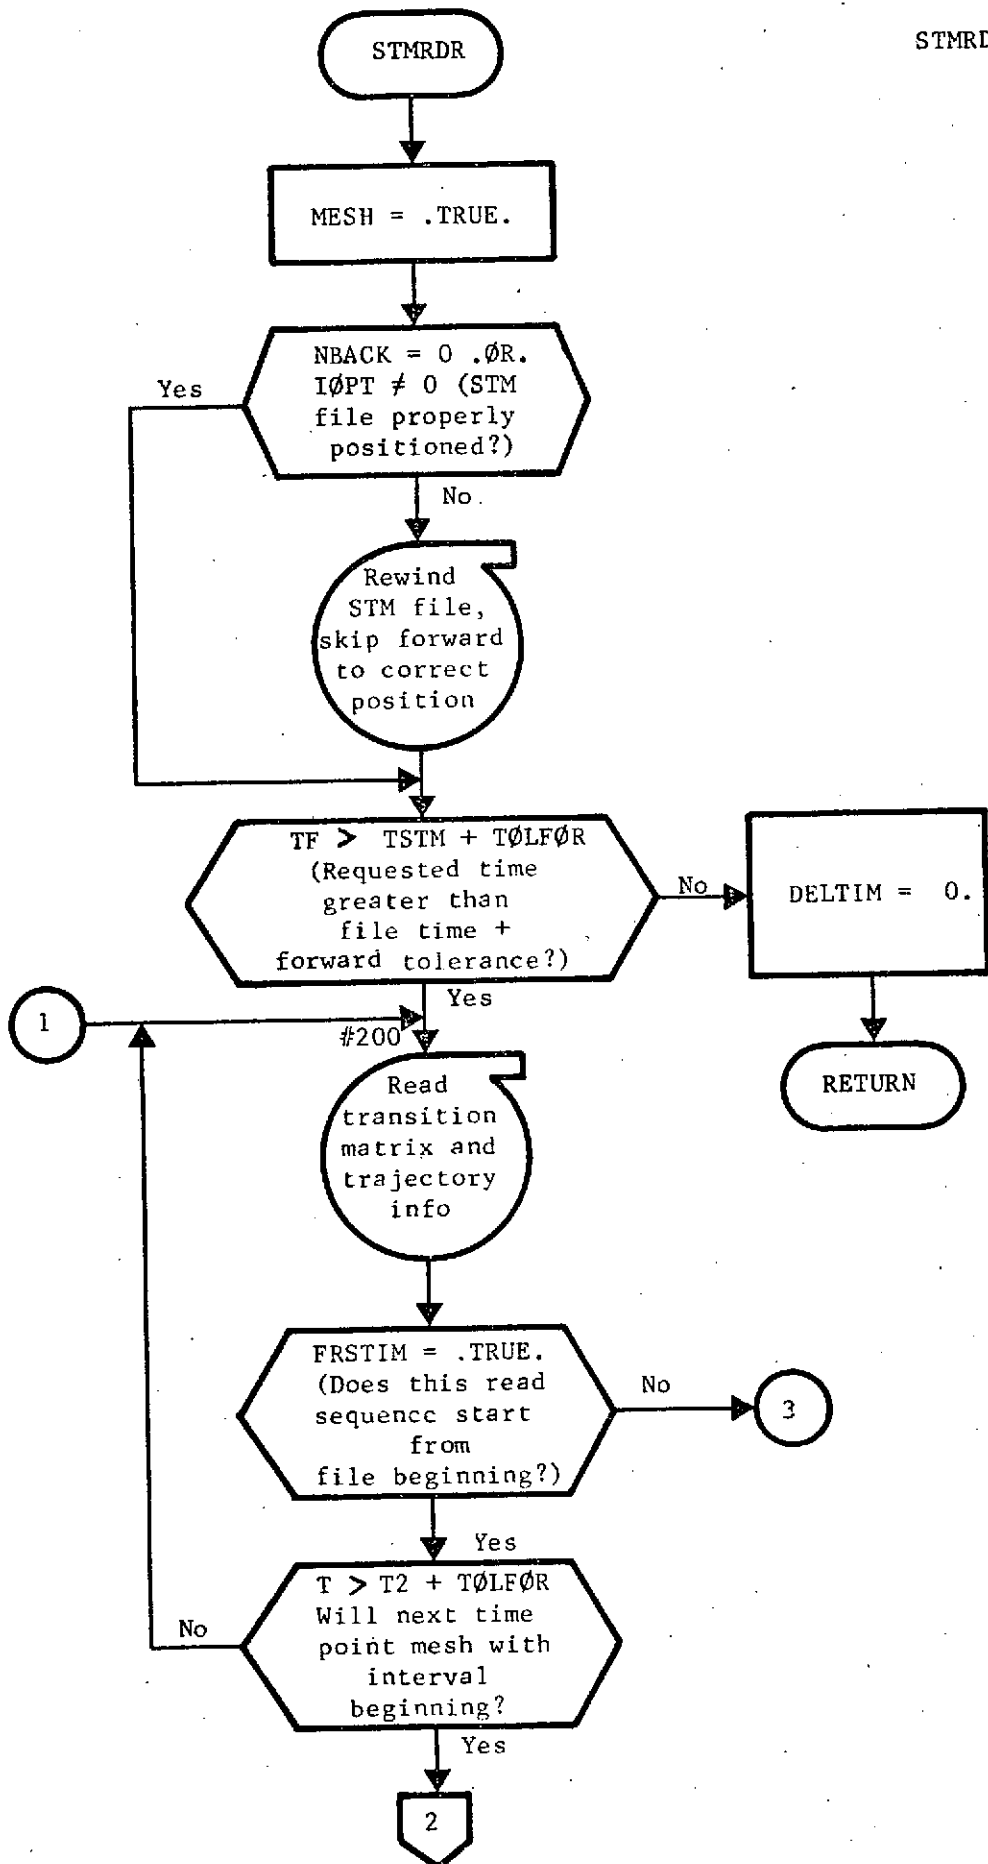 STMRD
STMRDR
MESH = .TRUE.
NBACK = 0 .ØR.
IØPT ≠ 0 (STM
file properly
positioned?)
Yes
No
Rewind
STM file,
skip forward
to correct
position
TF > TSTM + TØLFØR
(Requested time
greater than
file time +
forward tolerance?)
No
DELTIM = 0.
RETURN
Yes
1
#200
Read
transition
matrix and
trajectory
info
FRSTIM = .TRUE.
(Does this read
sequence start
from
file beginning?)
No
3
Yes
T > T2 + TØLFØR
Will next time
point mesh with
interval
beginning?
No
Yes
2